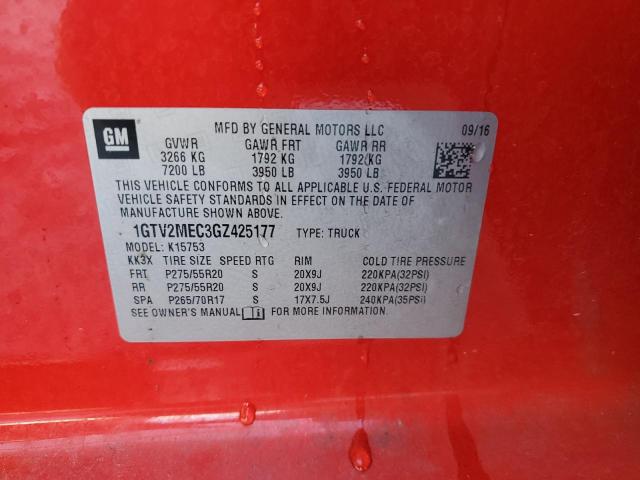 GM
MFD BY GENERAL MOTORS LLC 09/16
GVWR GAWR FRT GAWR RR
3266 KG 1792 KG 1792 KG
7200 LB 3950 LB 3950 LB
THIS VEHICLE CONFORMS TO ALL APPLICABLE U.S. FEDERAL MOTOR
VEHICLE SAFETY STANDARDS IN EFFECT ON THE DATE OF
MANUFACTURE SHOWN ABOVE.
1GTV2MEC3GZ425177 TYPE: TRUCK
MODEL: K15753
KK3X TIRE SIZE SPEED RTG RIM COLD TIRE PRESSURE
FRT P275/55R20 S 20X9J 220KPA(32PSI)
RR P275/55R20 S 20X9J 220KPA(32PSI)
SPA P265/70R17 S 17X7.5J 240KPA(35PSI)
SEE OWNER'S MANUAL FOR MORE INFORMATION.